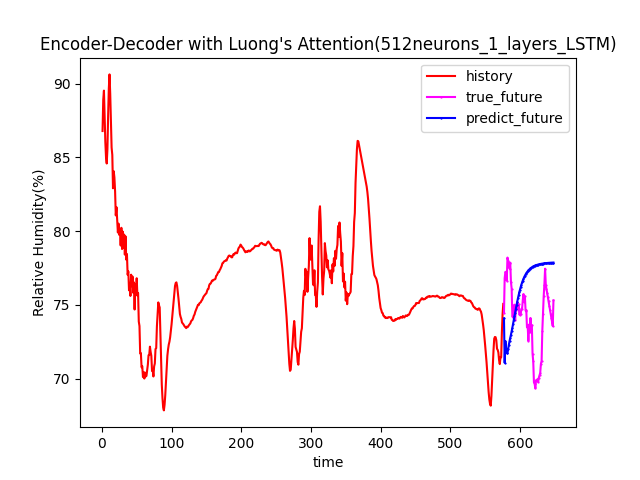 Encoder-Decoder with Luong's Attention(512neurons_1_layers_LSTM)
history
true_future
predict_future
Relative Humidity(%)
90
85
80
75
70
0 100 200 300 400 500 600
time